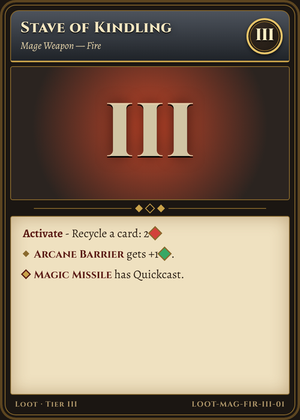 Stave of Kindling
III
Mage Weapon — Fire
III
Activate - Recycle a card: 2
Arcane Barrier gets +1.
Magic Missile has Quickcast.
Loot · Tier III
LOOT-MAG-FIR-III-01